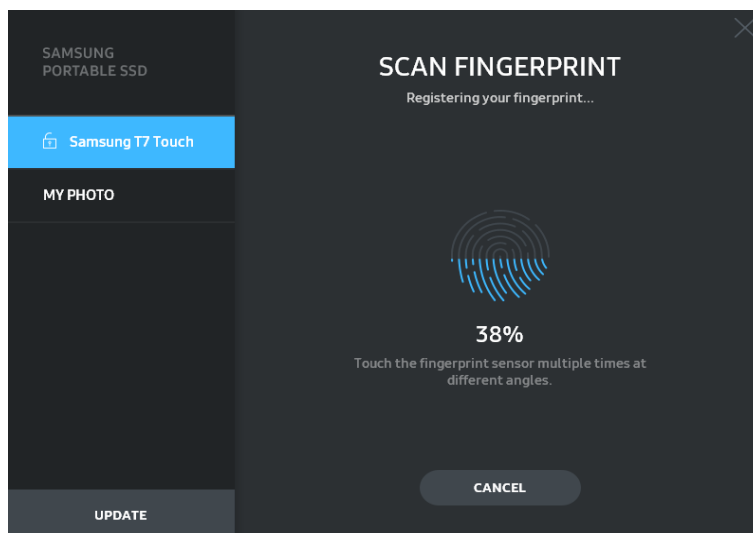 SAMSUNG
PORTABLE SSD
Samsung T7 Touch
MY PHOTO
UPDATE
SCAN FINGERPRINT
Registering your fingerprint...
38%
Touch the fingerprint sensor multiple times at
different angles.
CANCEL